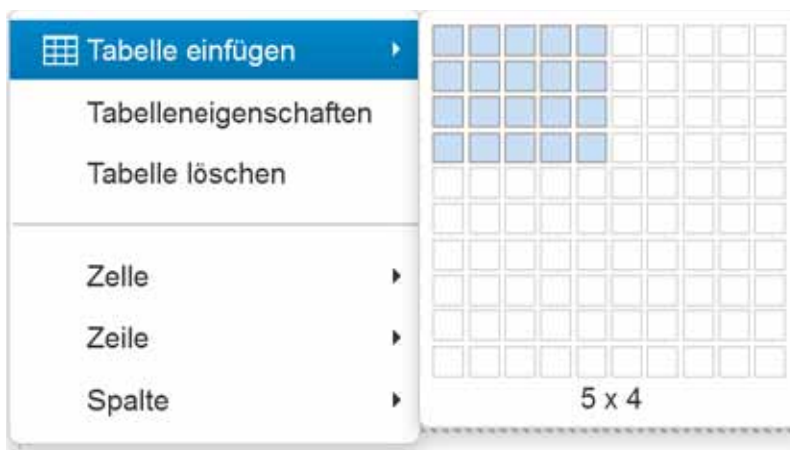 Tabelle einfügen
Tabelleneigenschaften
Tabelle löschen
Zelle
Zeile
Spalte
5 x 4